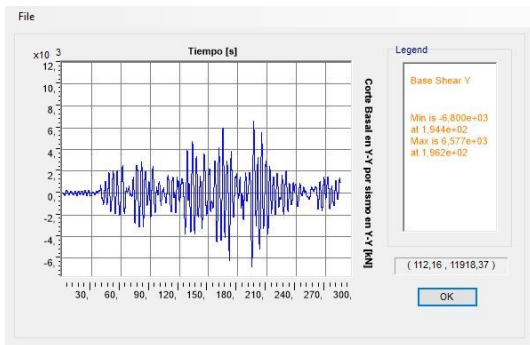 File
Tiempo [s]
x10 3
12,
10,
8,
6,
4,
2,
0,
-2,
-4,
-6,
30, 60, 90, 120, 150, 180, 210, 240, 270, 300,
Corte Basal en Y-Y por sismo en Y-Y [kN]
Legend
Base Shear Y
Min is -6,800e+03
at 1,944e+02
Max is 6,577e+03
at 1,962e+02
( 112,16 , 11918,37 )
OK